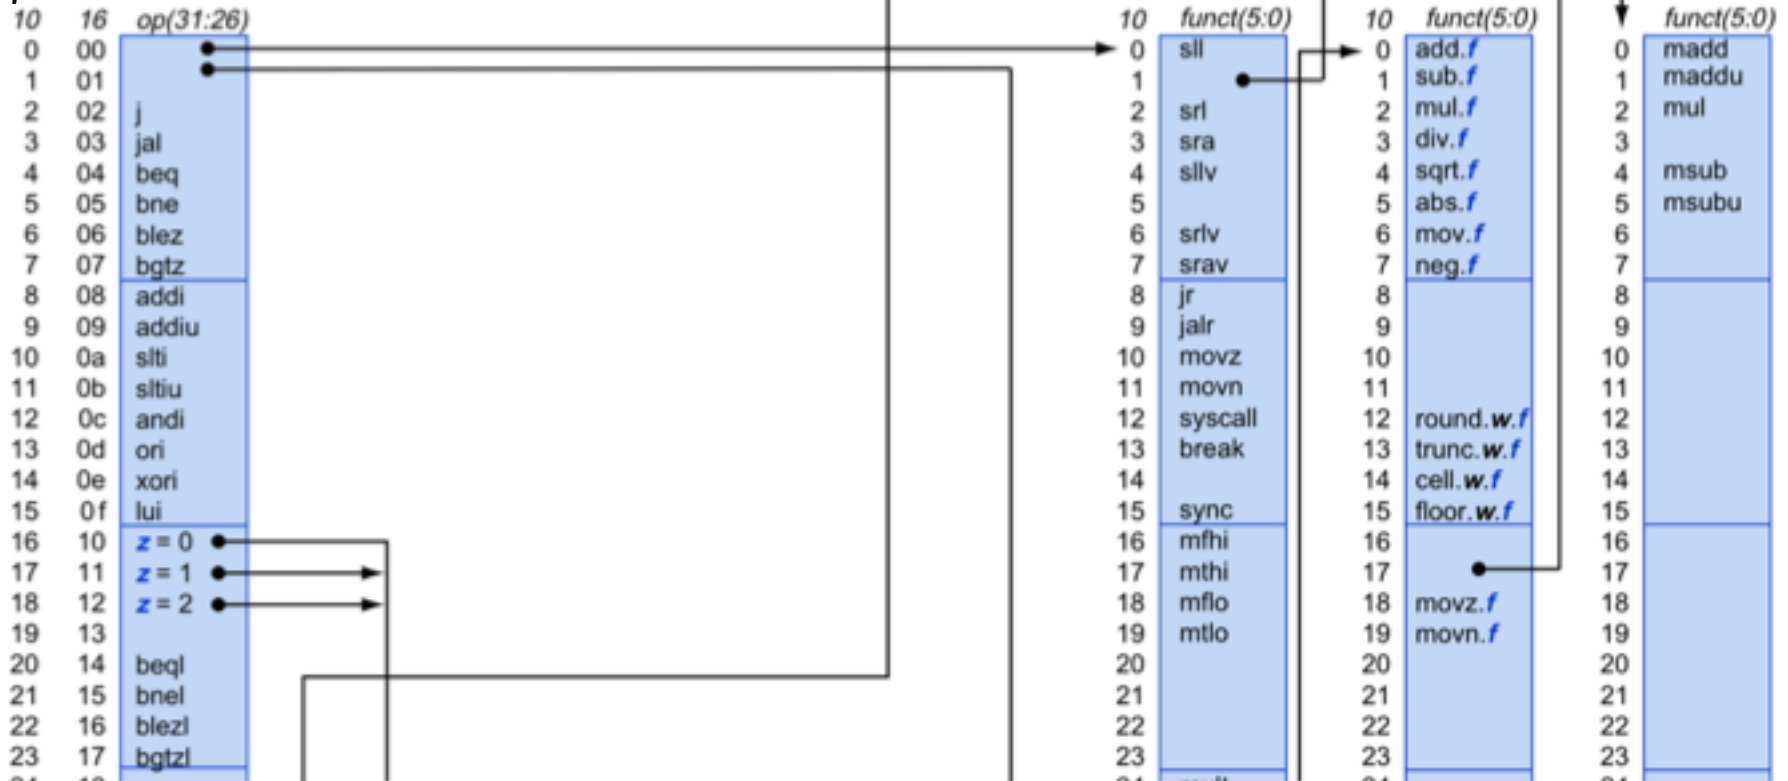 10 16 op(31:26) 10 funct(5:0) 10 funct(5:0) funct(5:0)
0 00 0 sll 0 add.f 0 madd
1 01 1 1 sub.f 1 maddu
2 02 j 2 srl 2 mul.f 2 mul
3 03 jal 3 sra 3 div.f 3
4 04 beq 4 sllv 4 sqrt.f 4 msub
5 05 bne 5 5 abs.f 5 msubu
6 06 blez 6 srlv 6 mov.f 6
7 07 bgtz 7 srav 7 neg.f 7
8 08 addi 8 jr 8 8
9 09 addiu 9 jalr 9 9
10 0a slti 10 movz 10 10
11 0b sltiu 11 movn 11 11
12 0c andi 12 syscall 12 round.w.f 12
13 0d ori 13 break 13 trunc.w.f 13
14 0e xori 14 14 cell.w.f 14
15 0f lui 15 sync 15 floor.w.f 15
16 10 z = 0 16 mfhi 16 16
17 11 z = 1 17 mthi 17 17
18 12 z = 2 18 mflo 18 movz.f 18
19 13 19 mtlo 19 movn.f 19
20 14 beql 20 20 20
21 15 bnel 21 21 21
22 16 blezl 22 22 22
23 17 bgtzl 23 23 23